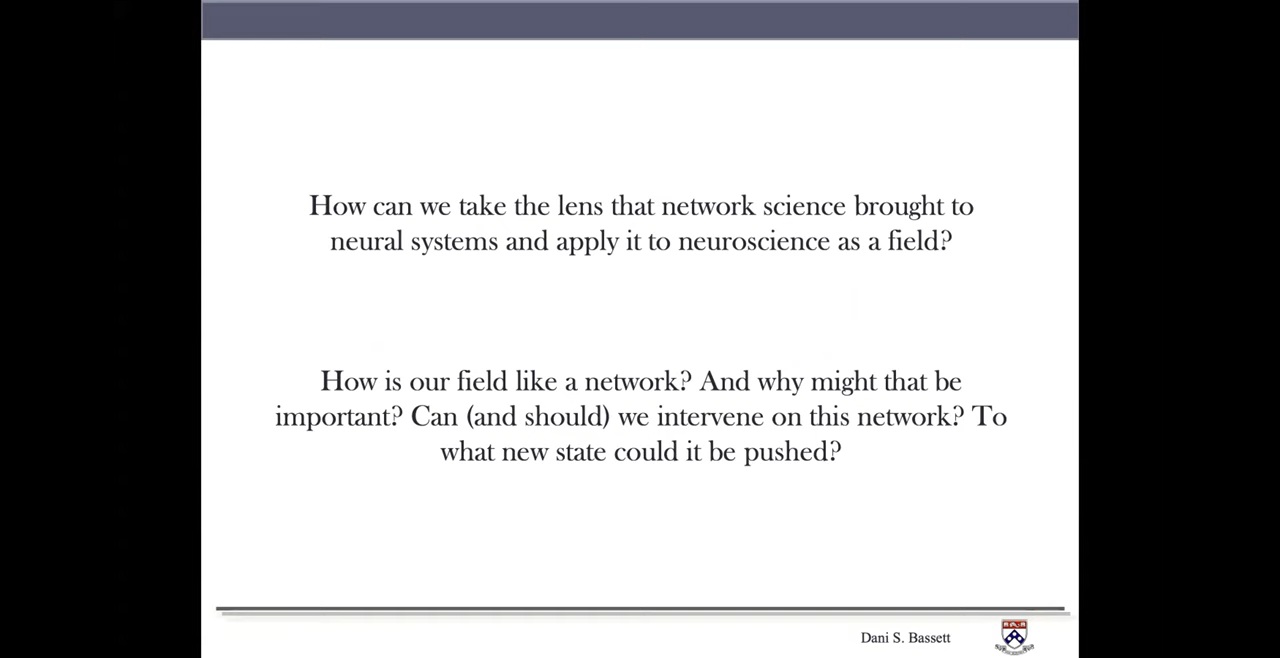 How can we take the lens that network science brought to
neural systems and apply it to neuroscience as a field?
How is our field like a network? And why might that be
important? Can (and should) we intervene on this network? To
what new state could it be pushed?
Dani S. Bassett